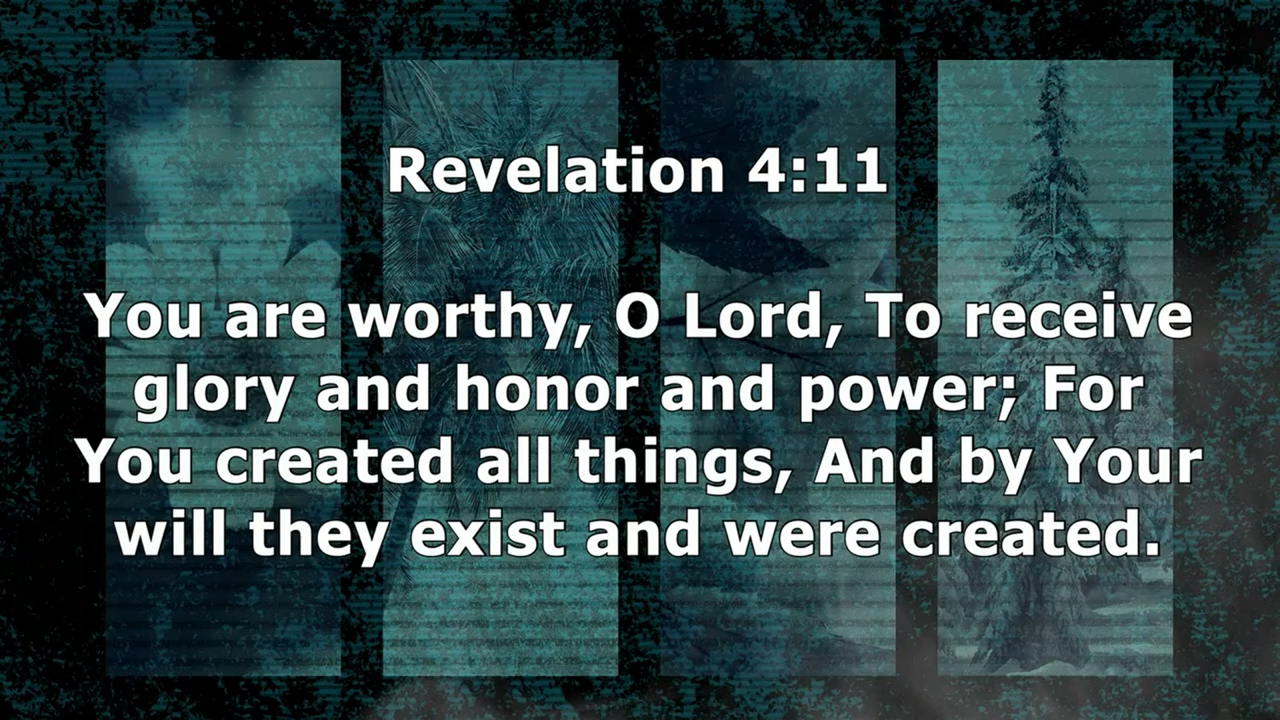 Revelation 4:11
You are worthy, O Lord, To receive
glory and honor and power; For
You created all things, And by Your
will they exist and were created.